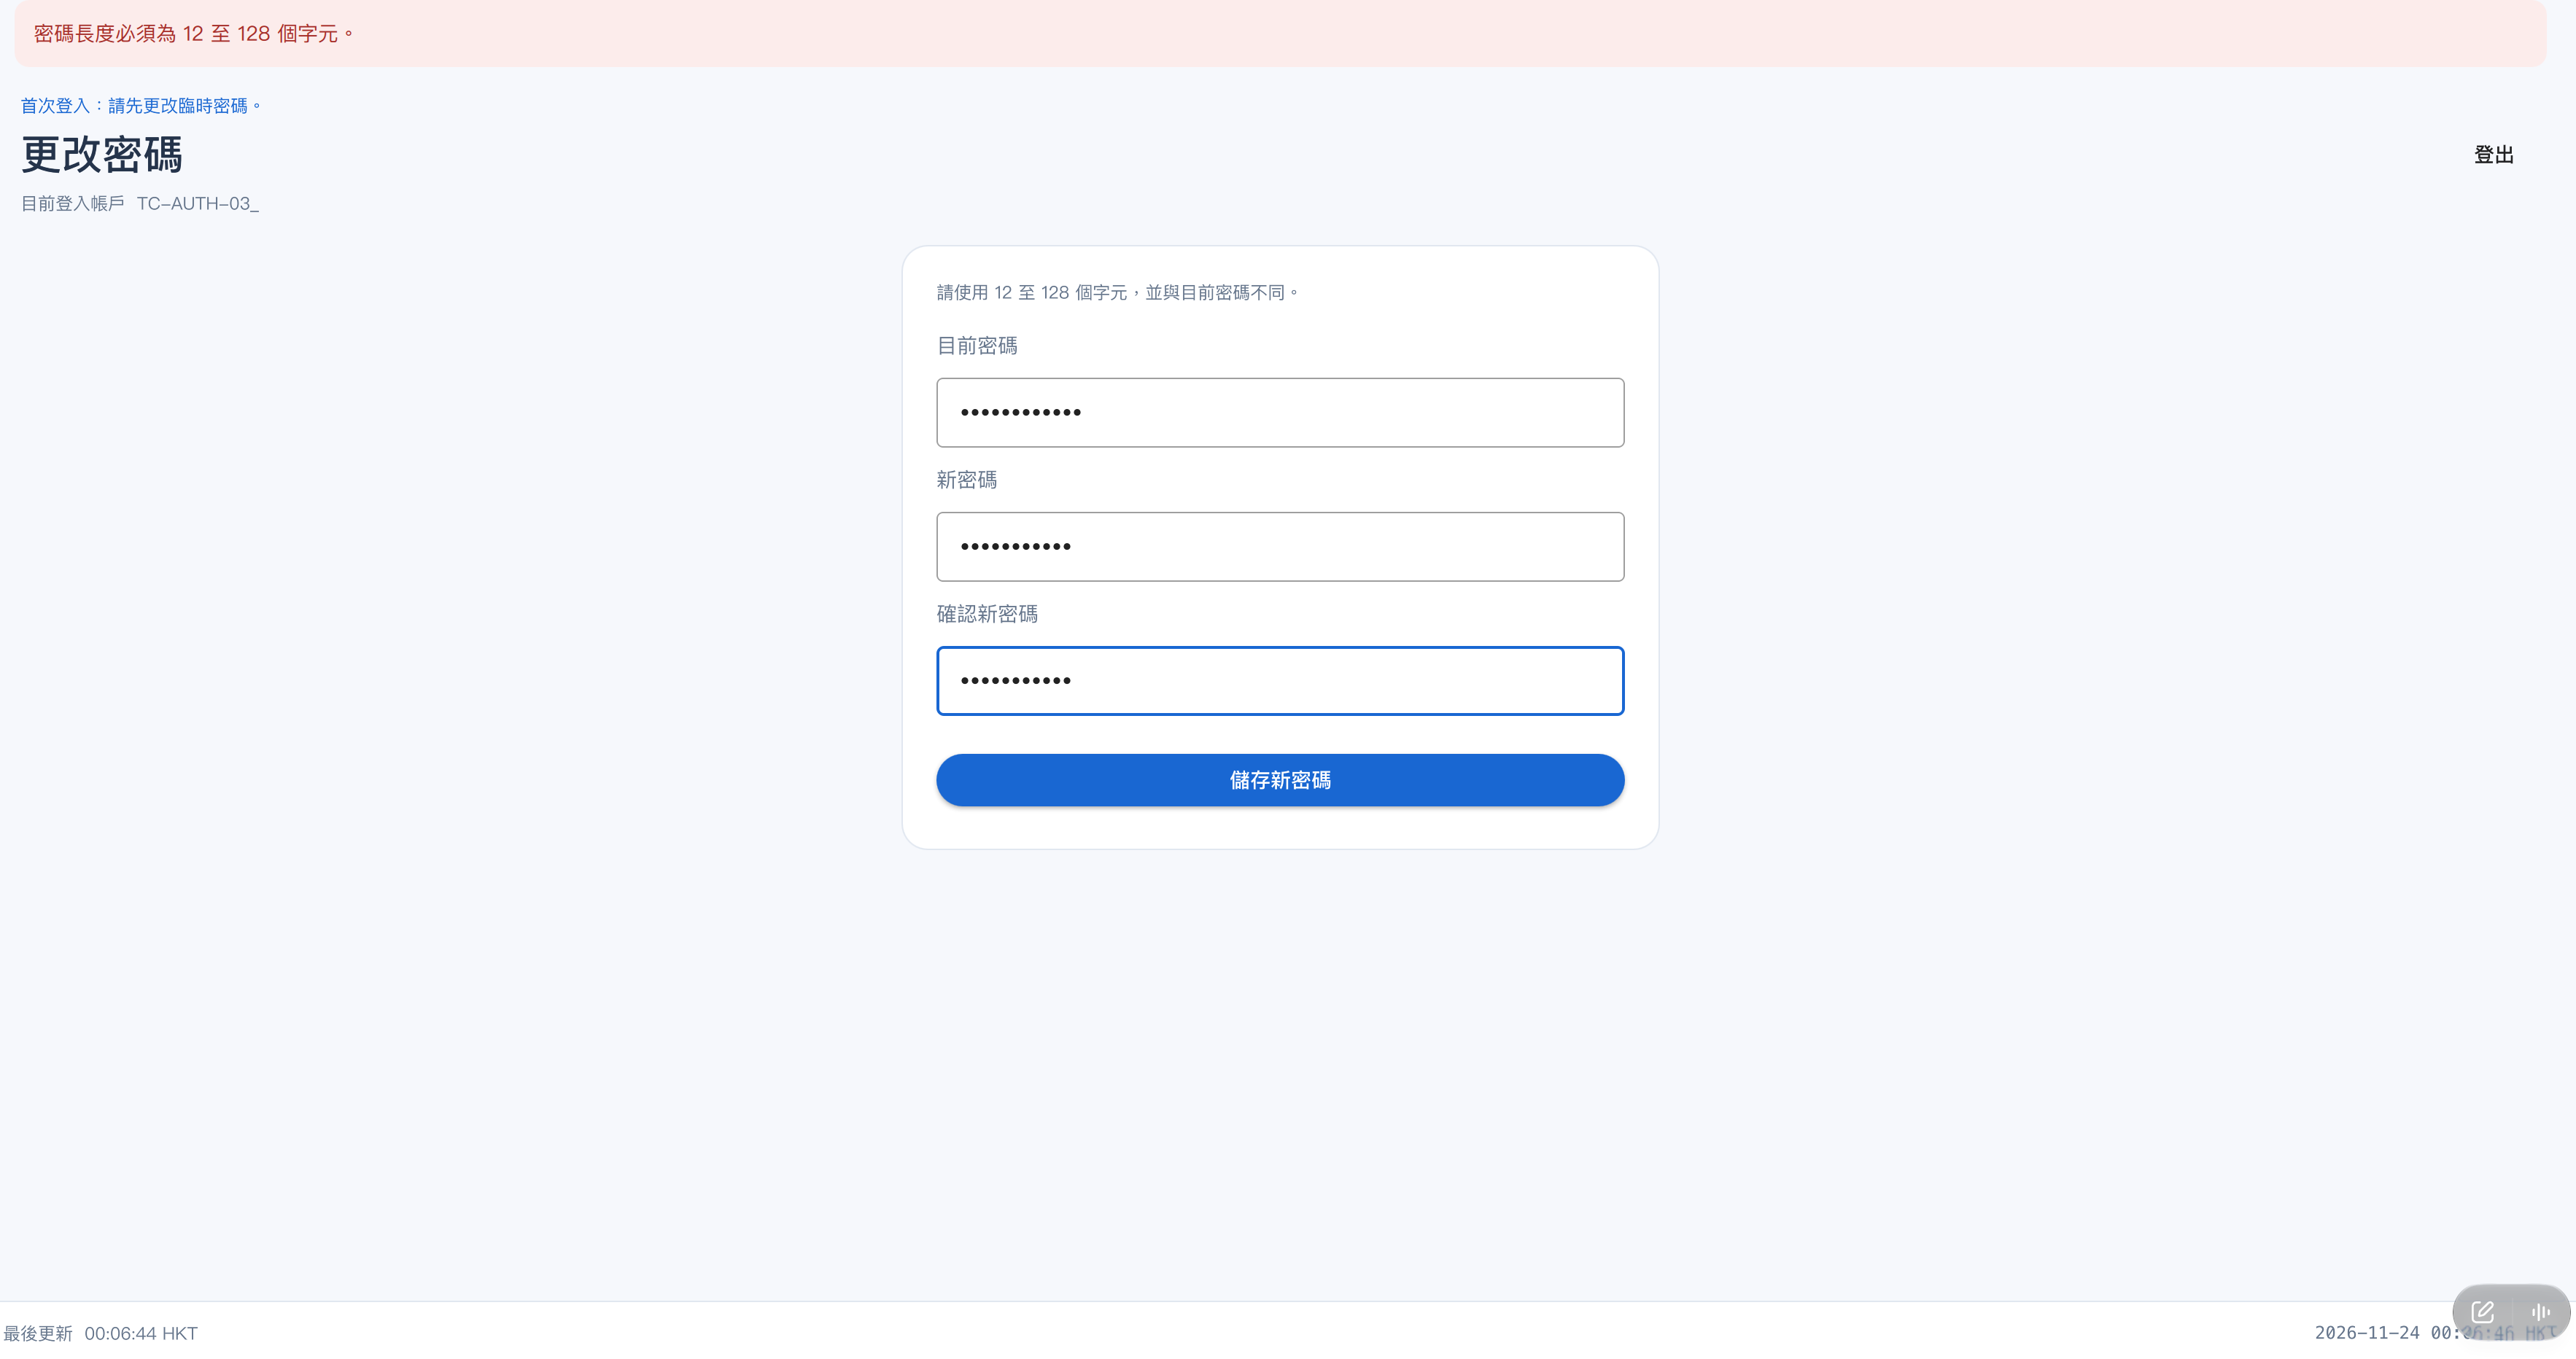 密碼長度必須為 12 至 128 個字元。
首次登入：請先更改臨時密碼。
更改密碼
登出
目前登入帳戶 TC-AUTH-03_
請使用 12 至 128 個字元，並與目前密碼不同。
目前密碼
••••••••••••
新密碼
•••••••••••
確認新密碼
•••••••••••
儲存新密碼
最後更新 00:06:44 HKT
2026-11-24 00:06:46 HKT